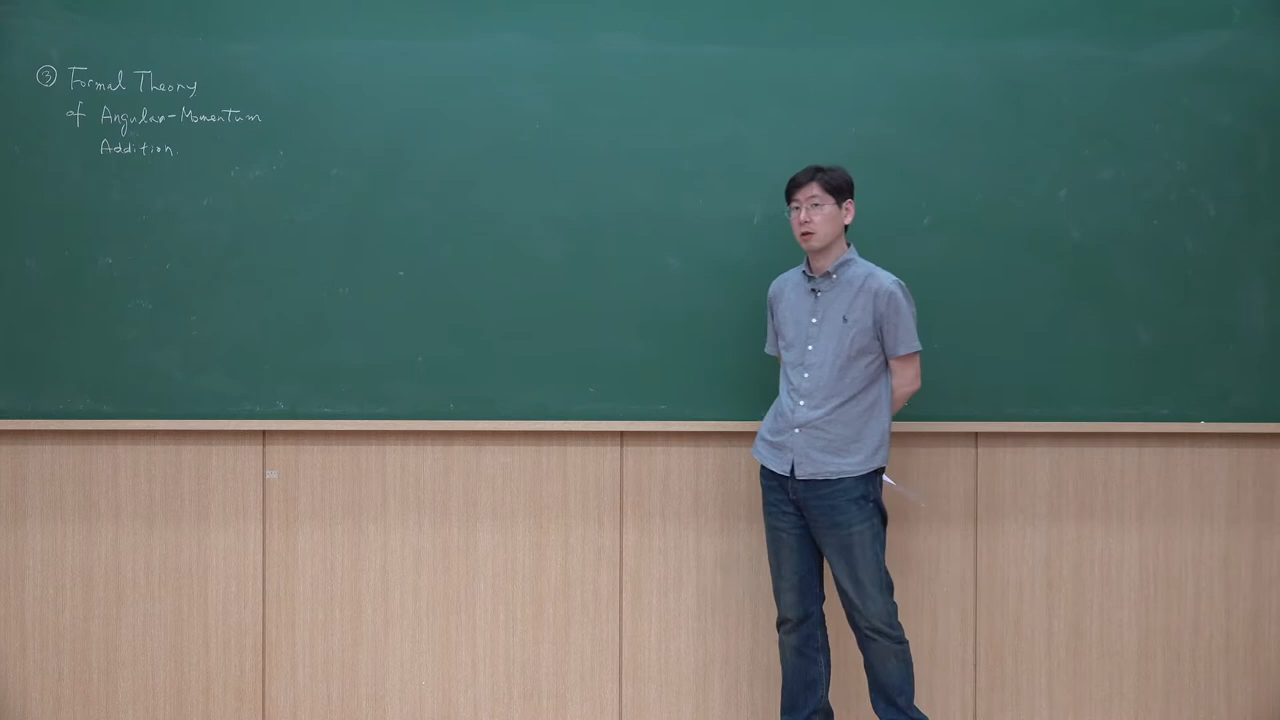 ③ Formal Theory
of Angular-Momentum
Addition.